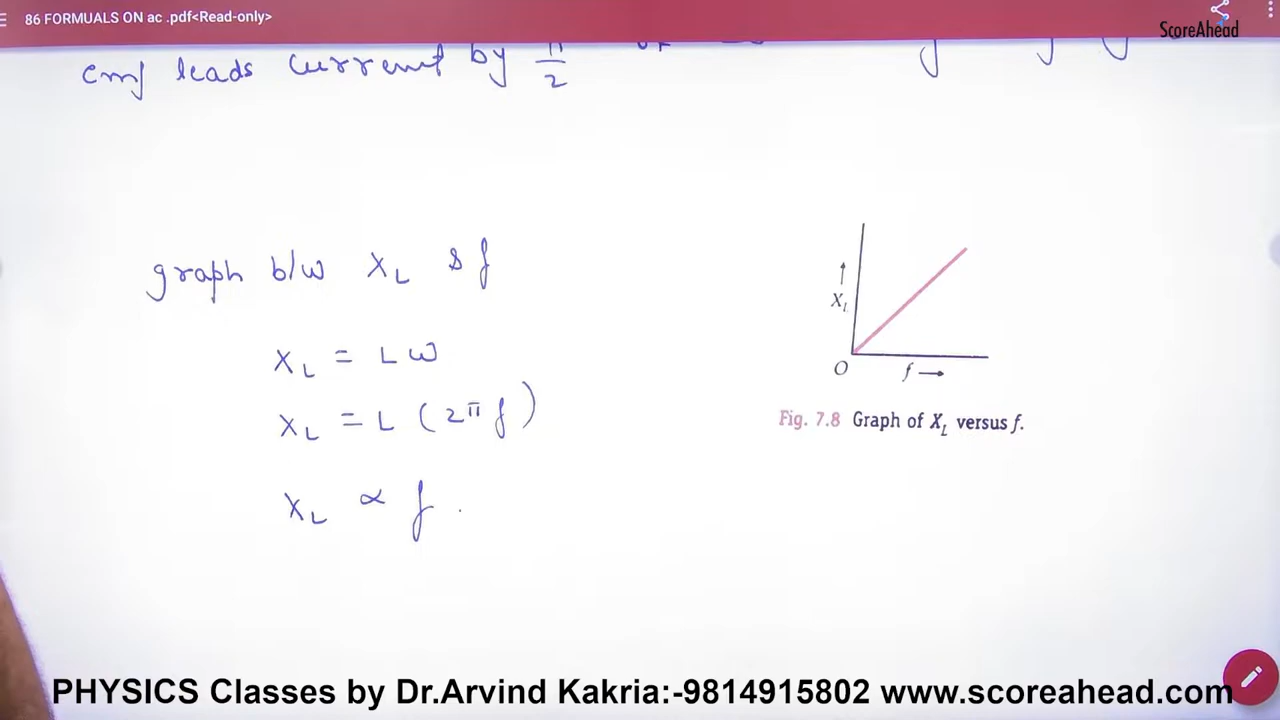 86 FORMUALS ON ac .pdf<Read-only>
ScoreAhead
emf leads current by π/2
graph b/w X_L & f
X_L = L ω
X_L = L ( 2π f )
X_L ∝ f .
X_L
O f
Fig. 7.8 Graph of X_L versus f.
PHYSICS Classes by Dr.Arvind Kakria:-9814915802 www.scoreahead.com